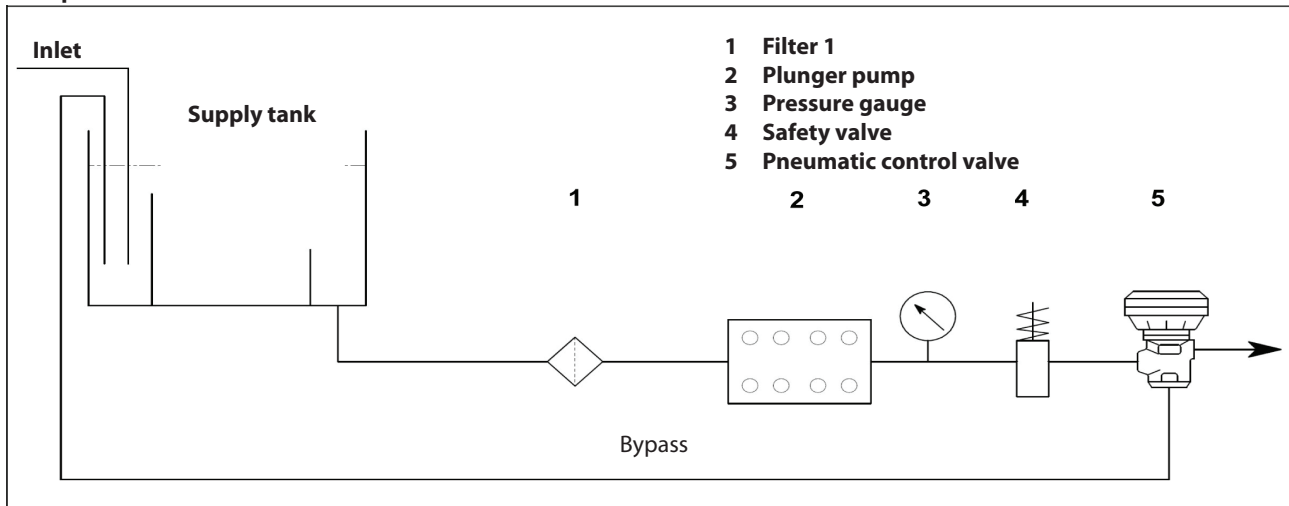 Inlet
Supply tank
1 Filter 1
2 Plunger pump
3 Pressure gauge
4 Safety valve
5 Pneumatic control valve
1 2 3 4 5
Bypass